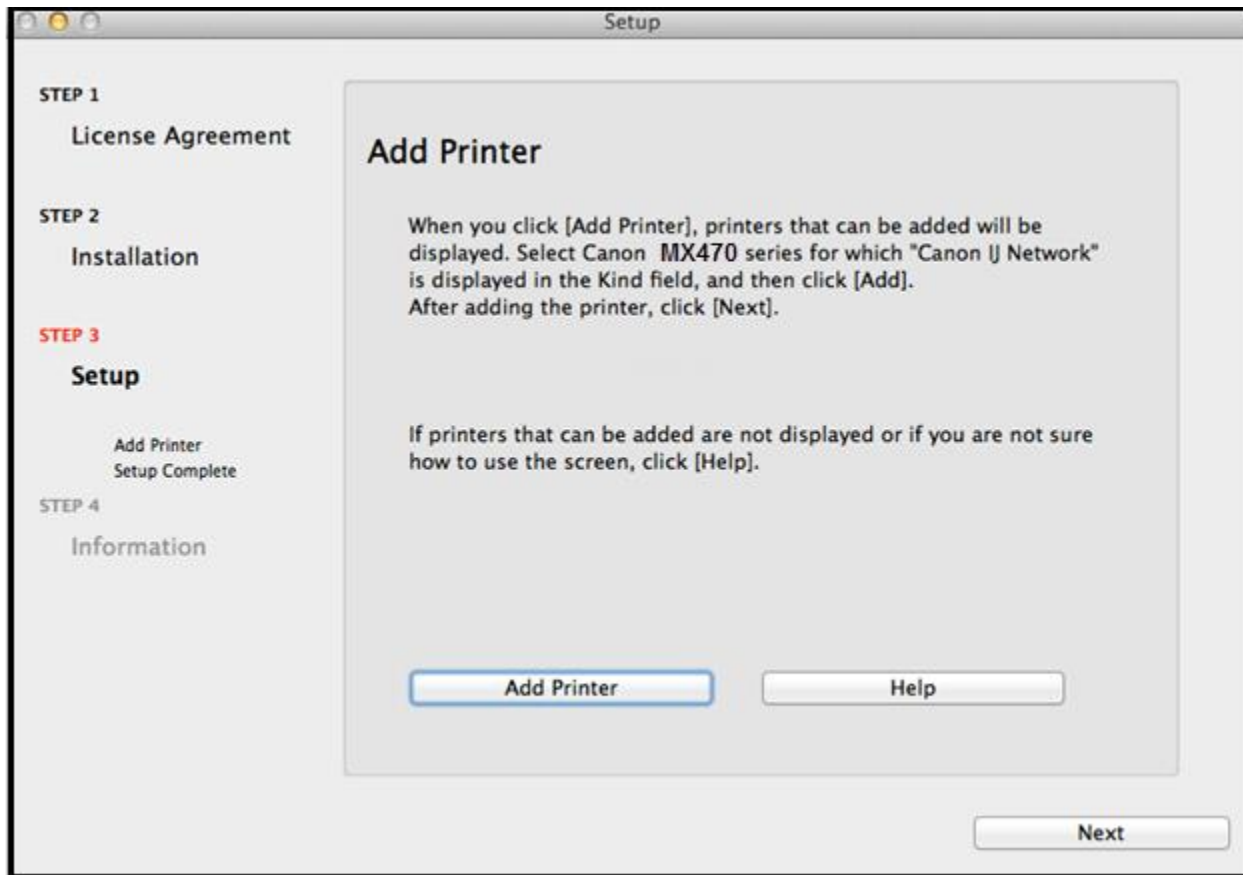 Setup
STEP 1
License Agreement
STEP 2
Installation
STEP 3
Setup
Add Printer
Setup Complete
STEP 4
Information
Add Printer
When you click [Add Printer], printers that can be added will be
displayed. Select Canon MX470 series for which "Canon IJ Network"
is displayed in the Kind field, and then click [Add].
After adding the printer, click [Next].
If printers that can be added are not displayed or if you are not sure
how to use the screen, click [Help].
Add Printer
Help
Next